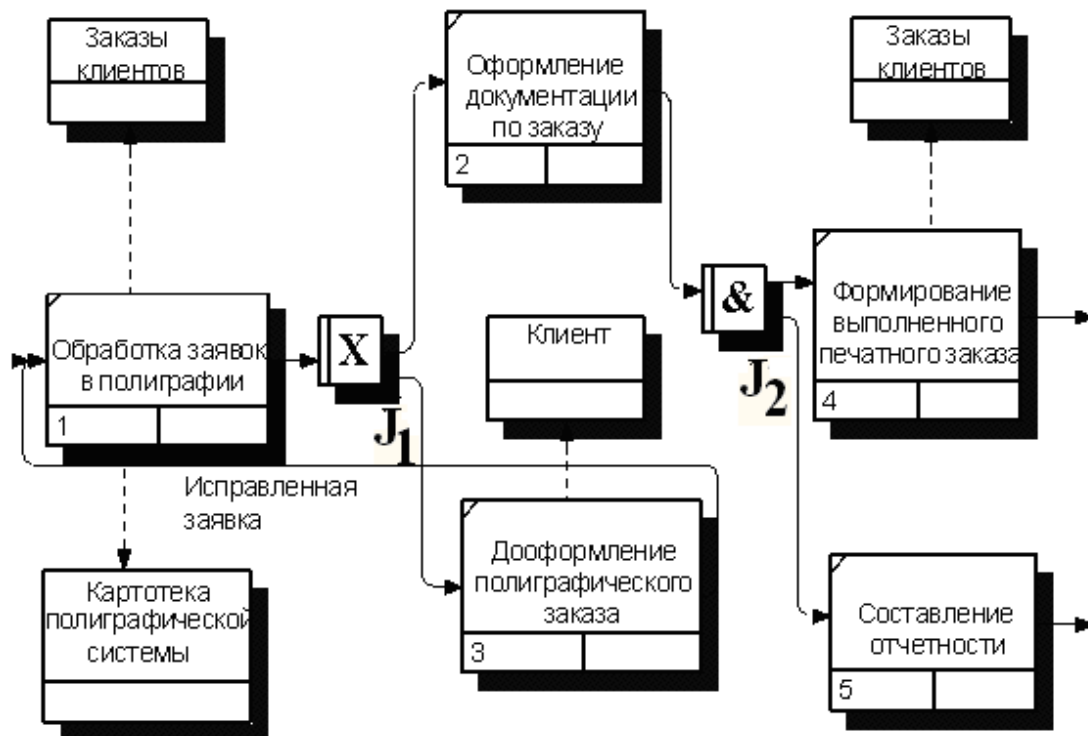 Заказы
клиентов
Оформление
документации
по заказу
2
Заказы
клиентов
Обработка заявок
в полиграфии
1
X
J1
Клиент
&
J2
Формирование
выполненного
печатного заказа
4
Исправленная
заявка
Картотека
полиграфической
системы
Дооформление
полиграфического
заказа
3
Составление
отчетности
5